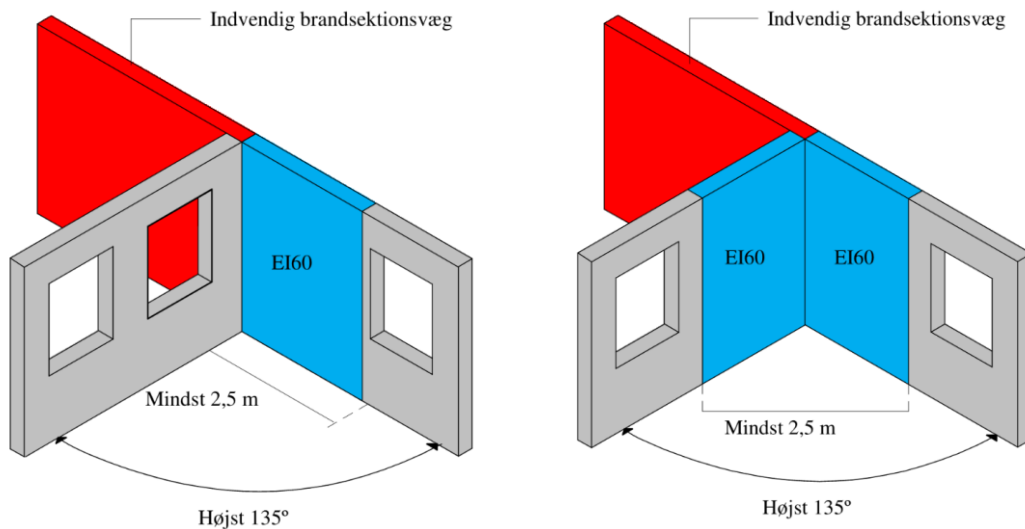 Indvendig brandsektionsvæg
EI60
Mindst 2,5 m
Højst 135º
Indvendig brandsektionsvæg
EI60
EI60
Mindst 2,5 m
Højst 135º